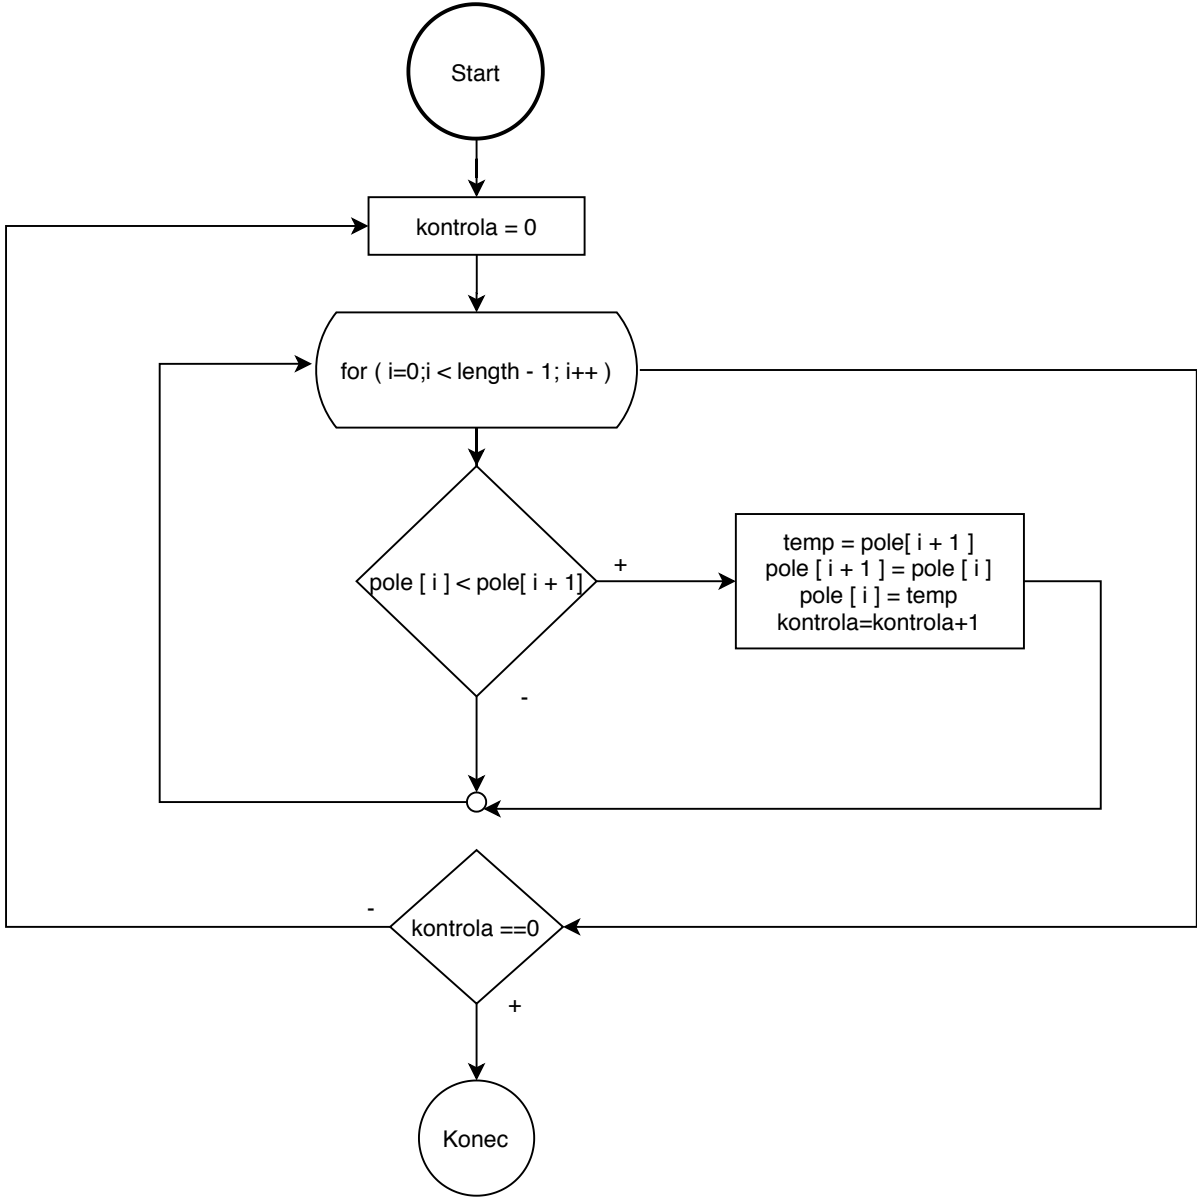 Start
kontrola = 0
for ( i=0;i < length - 1; i++ )
pole [ i ] < pole[ i + 1]
+
temp = pole[ i + 1 ]
pole [ i + 1 ] = pole [ i ]
pole [ i ] = temp
kontrola=kontrola+1
-
-
kontrola ==0
+
Konec